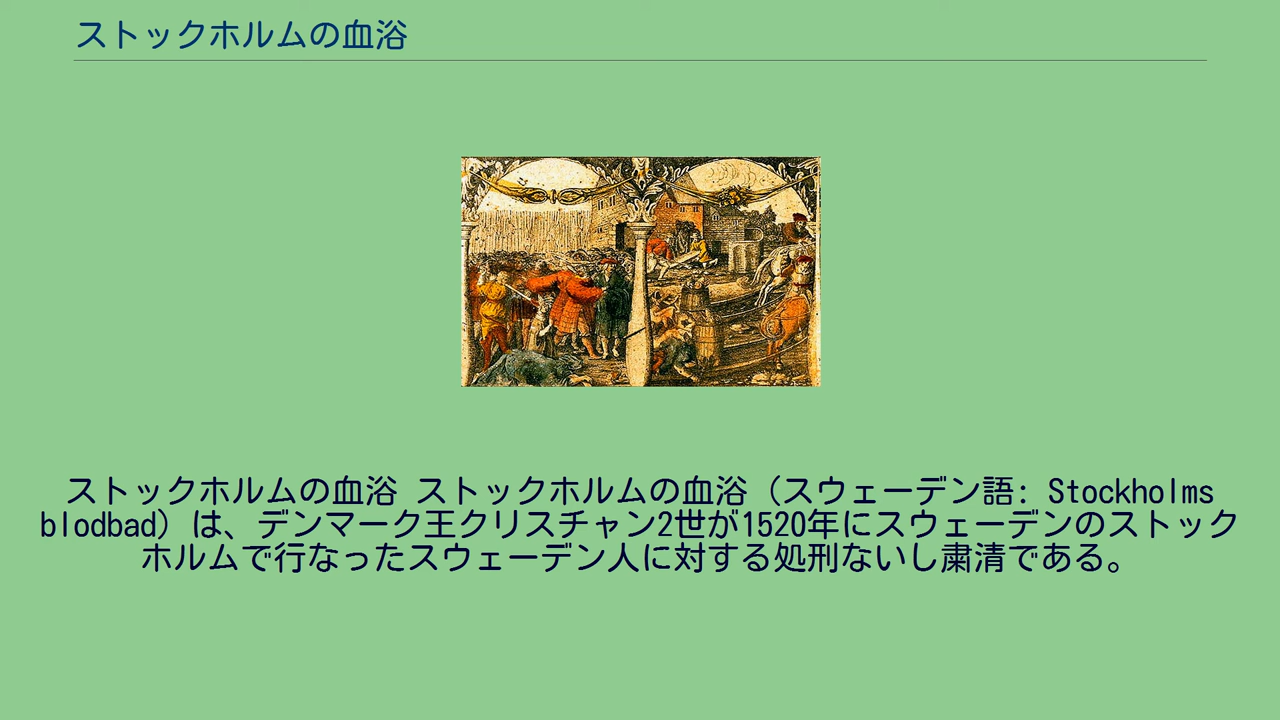 ストックホルムの血浴
ストックホルムの血浴 ストックホルムの血浴（スウェーデン語: Stockholms
blodbad）は、デンマーク王クリスチャン2世が1520年にスウェーデンのストック
ホルムで行なったスウェーデン人に対する処刑ないし粛清である。